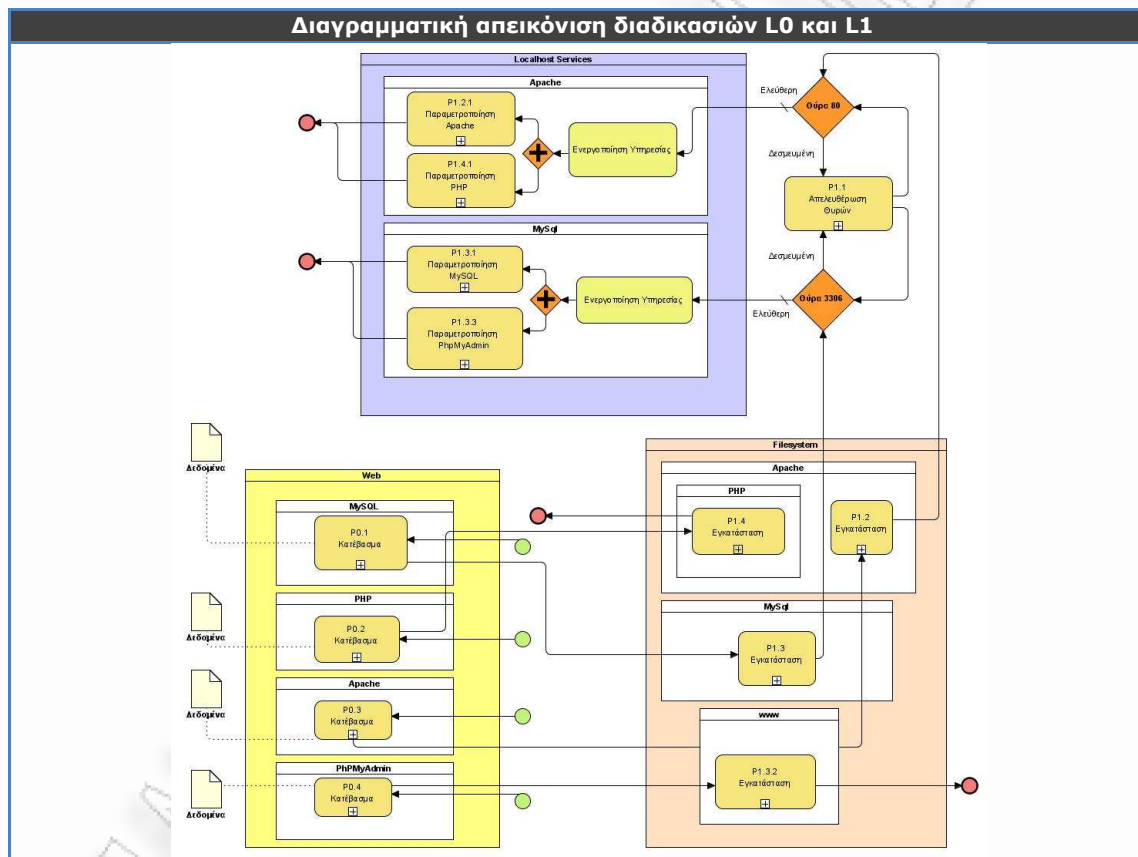 Διαγραμματική απεικόνιση διαδικασιών L0 και L1
Localhost Services
Apache
P1.2.1
Παραμετροποίηση
Apache
P1.4.1
Παραμετροποίηση
PHP
Ενεργοποίηση Υπηρεσίας
Ελεύθερη
Θύρα 80
Δεσμευμένη
P1.1
Απελευθέρωση
Θυρών
MySql
P1.3.1
Παραμετροποίηση
MySQL
P1.3.3
Παραμετροποίηση
PhpMyAdmin
Ενεργοποίηση Υπηρεσίας
Δεσμευμένη
Θύρα 3306
Ελεύθερη
Δεδομένα
Web
MySQL
P0.1
Κατέβασμα
PHP
P0.2
Κατέβασμα
Δεδομένα
Apache
P0.3
Κατέβασμα
Δεδομένα
PhPMyAdmin
P0.4
Κατέβασμα
Δεδομένα
Filesystem
Apache
PHP
P1.4
Εγκατάσταση
P1.2
Εγκατάσταση
MySql
P1.3
Εγκατάσταση
www
P1.3.2
Εγκατάσταση